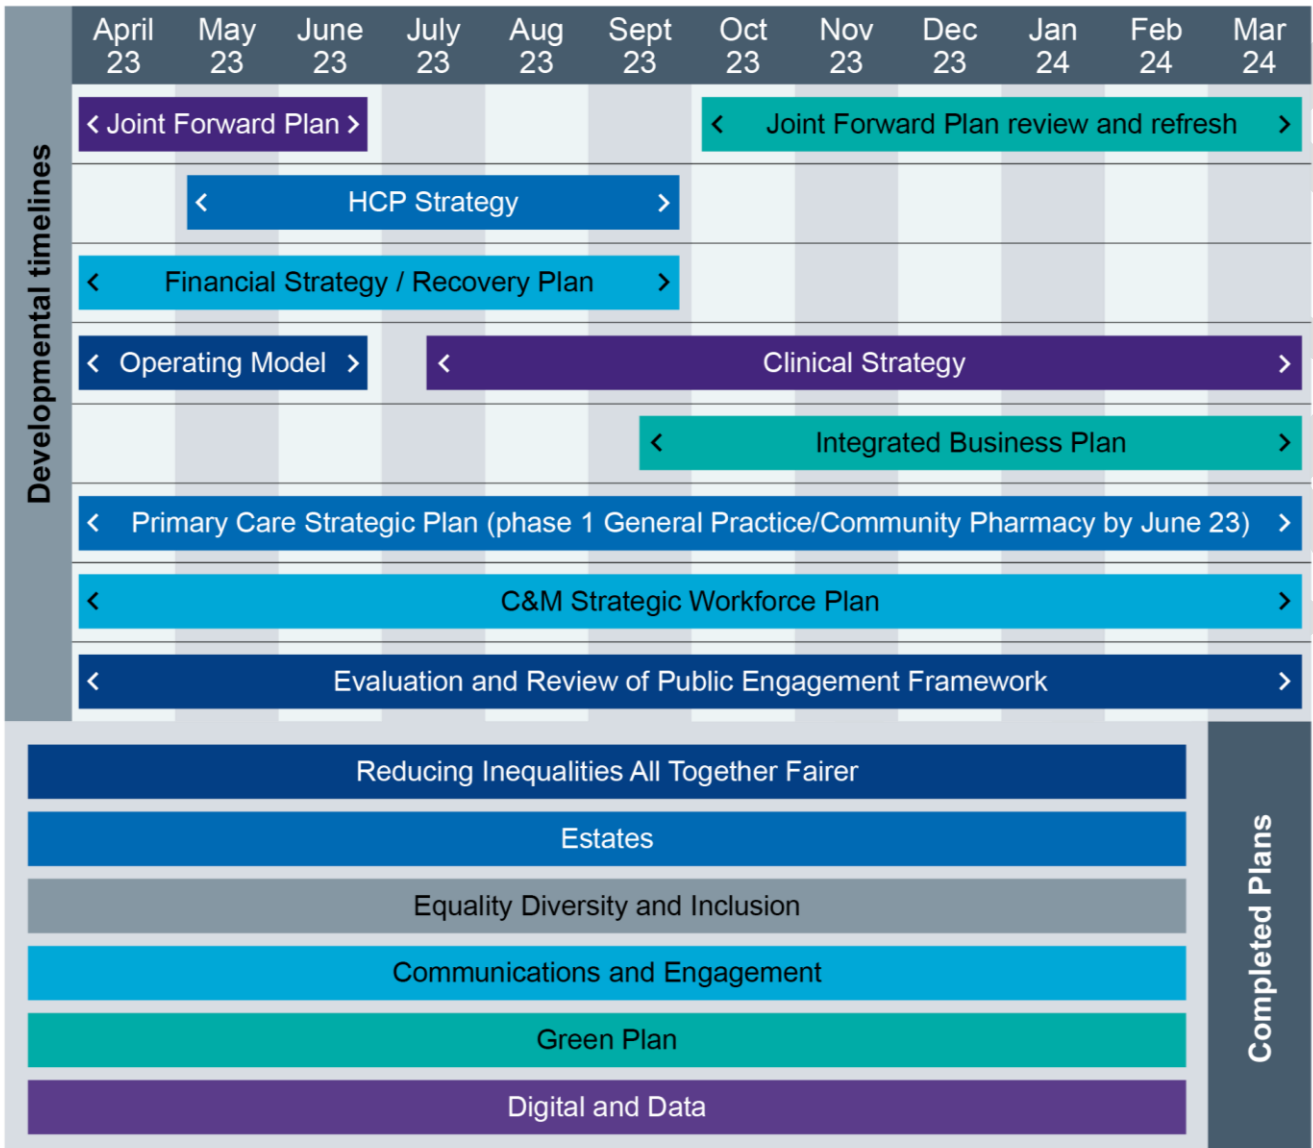 April 23
May 23
June 23
July 23
Aug 23
Sept 23
Oct 23
Nov 23
Dec 23
Jan 24
Feb 24
Mar 24
Developmental timelines
Joint Forward Plan
Joint Forward Plan review and refresh
HCP Strategy
Financial Strategy / Recovery Plan
Operating Model
Clinical Strategy
Integrated Business Plan
Primary Care Strategic Plan (phase 1 General Practice/Community Pharmacy by June 23)
C&M Strategic Workforce Plan
Evaluation and Review of Public Engagement Framework
Reducing Inequalities All Together Fairer
Estates
Equality Diversity and Inclusion
Communications and Engagement
Green Plan
Digital and Data
Completed Plans